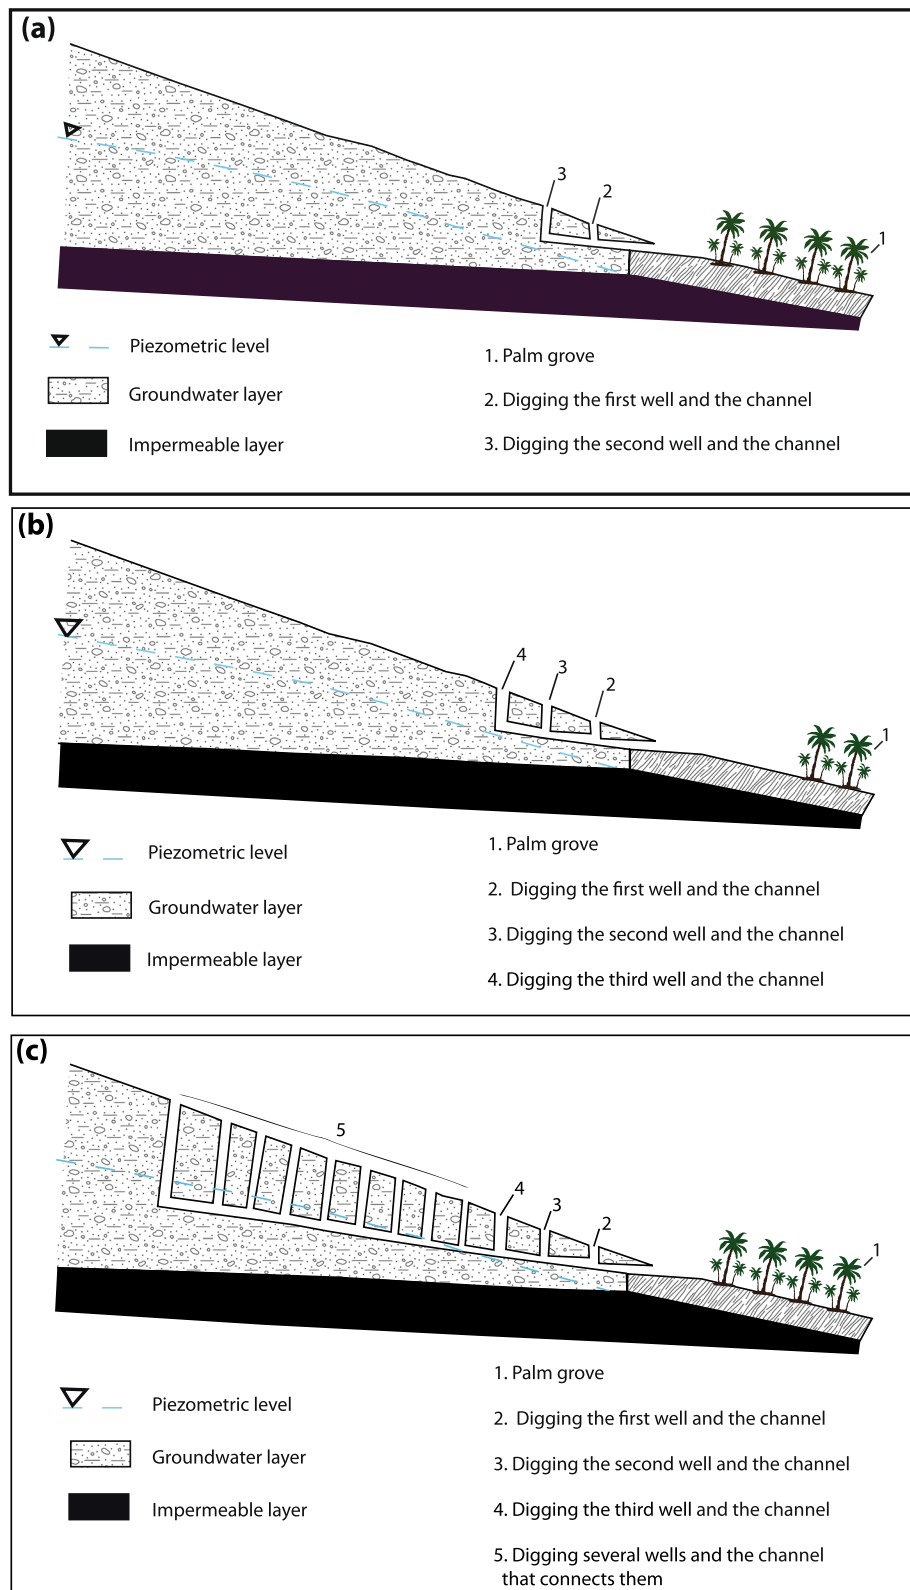 (a)
3
2
1
Piezometric level
Groundwater layer
Impermeable layer
1. Palm grove
2. Digging the first well and the channel
3. Digging the second well and the channel
(b)
4
3
2
1
Piezometric level
Groundwater layer
Impermeable layer
1. Palm grove
2. Digging the first well and the channel
3. Digging the second well and the channel
4. Digging the third well and the channel
(c)
5
4
3
2
1
Piezometric level
Groundwater layer
Impermeable layer
1. Palm grove
2. Digging the first well and the channel
3. Digging the second well and the channel
4. Digging the third well and the channel
5. Digging several wells and the channel
that connects them